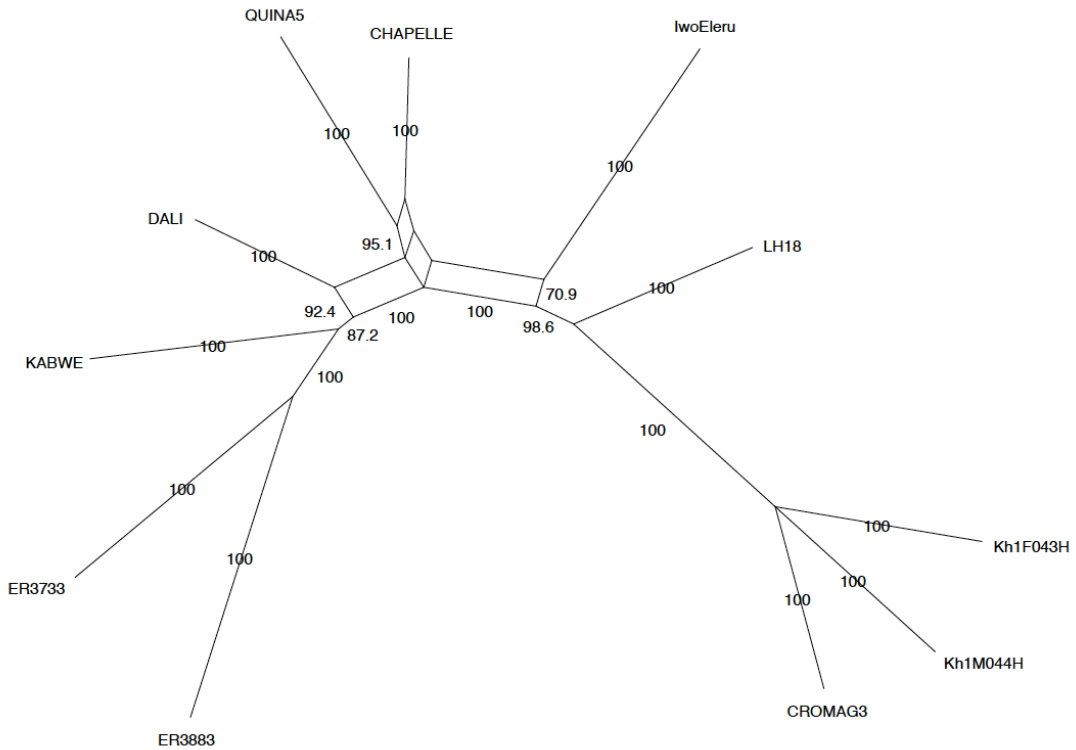 QUINA5
CHAPELLE
IwoEleru
100
100
100
DALI
95.1
LH18
100
100
70.9
92.4
100
100
98.6
87.2
KABWE
100
100
100
100
100
100
Kh1F043H
ER3733
100
100
Kh1M044H
CROMAG3
ER3883